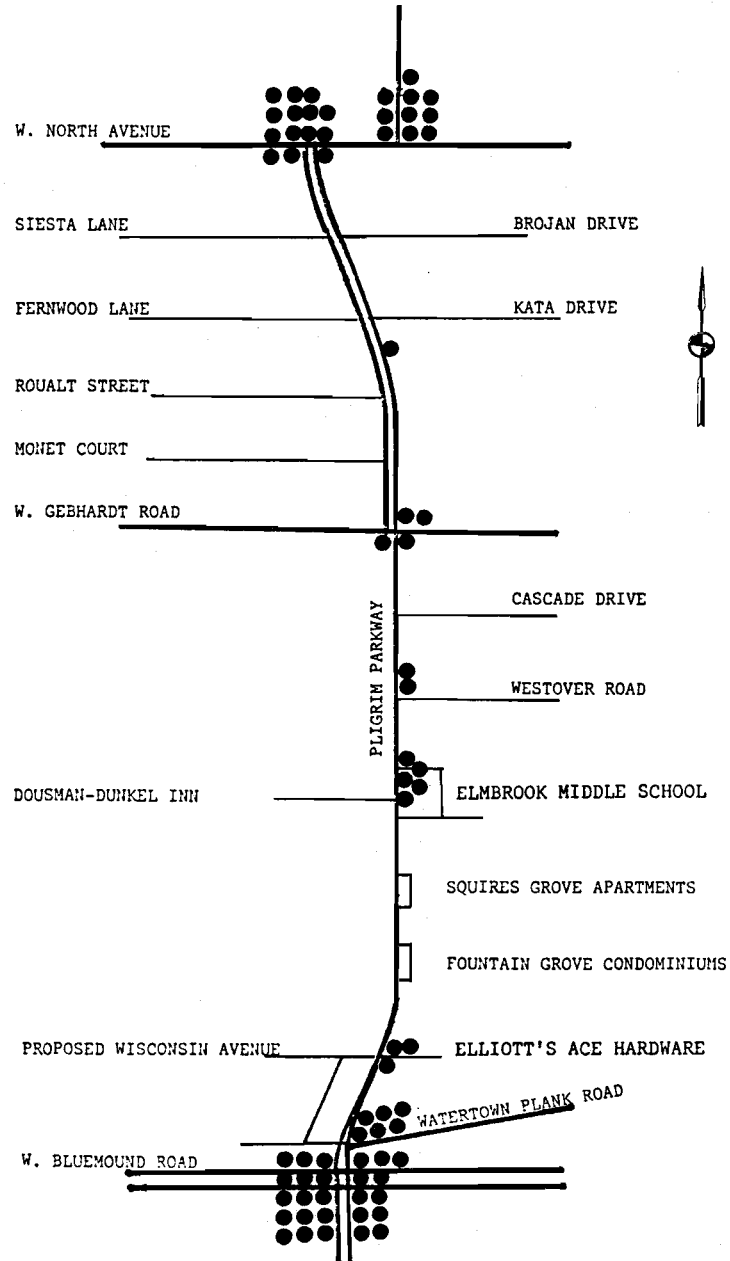 W. NORTH AVENUE
SIESTA LANE
BROJAN DRIVE
FERNWOOD LANE
KATA DRIVE
ROUALT STREET
MONET COURT
W. GEBHARDT ROAD
CASCADE DRIVE
PLIGRIM PARKWAY
WESTOVER ROAD
DOUSMAN-DUNKEL INN
ELMBROOK MIDDLE SCHOOL
SQUIRES GROVE APARTMENTS
FOUNTAIN GROVE CONDOMINIUMS
PROPOSED WISCONSIN AVENUE
ELLIOTT'S ACE HARDWARE
WATERTOWN PLANK ROAD
W. BLUEMOUND ROAD